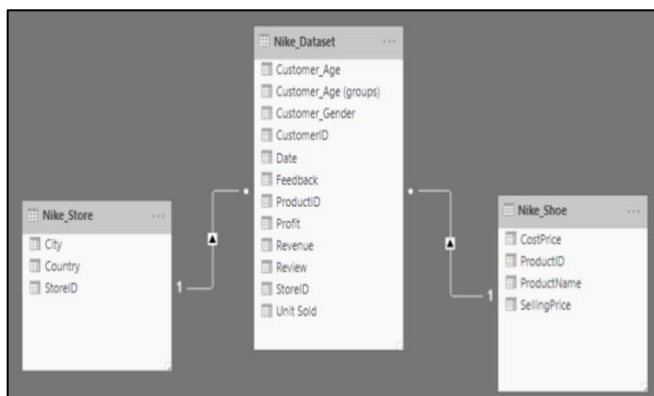 Nike_Dataset
Customer_Age
Customer_Age (groups)
Customer_Gender
CustomerID
Date
Feedback
ProductID
Profit
Revenue
Review
StoreID
Unit Sold
Nike_Store
City
Country
StoreID
1
Nike_Shoe
CostPrice
ProductID
ProductName
SellingPrice
1